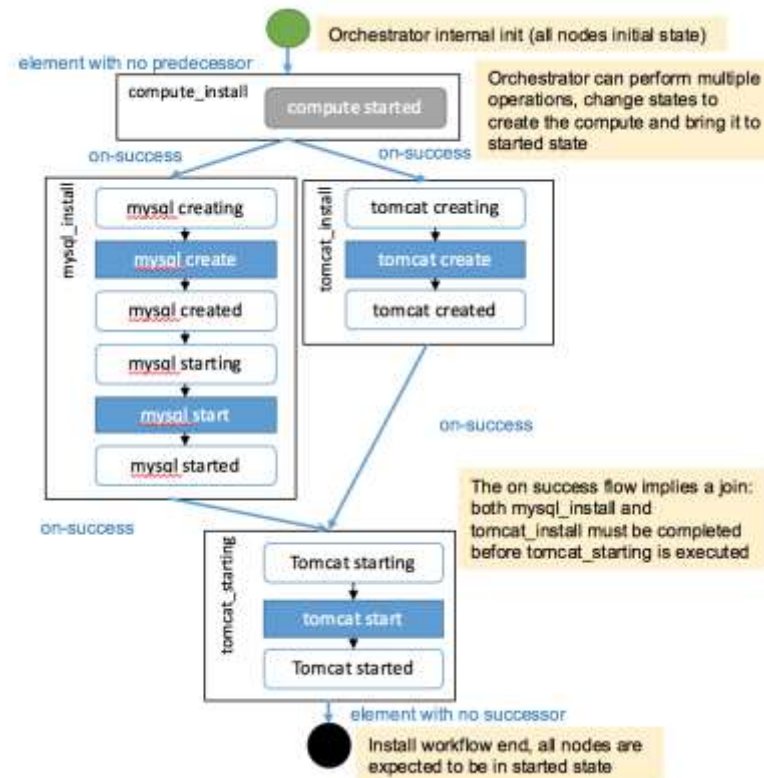 Orchestrator internal init (all nodes initial state)
element with no predecessor
compute_install
compute started
Orchestrator can perform multiple
operations, change states to
create the compute and bring it to
started state
on-success
on-success
mysql_install
mysql creating
mysql create
mysql created
mysql starting
mysql start
mysql started
tomcat_install
tomcat creating
tomcat create
tomcat created
on-success
on-success
The on success flow implies a join:
both mysql_install and
tomcat_install must be completed
before tomcat_starting is executed
tomcat_starting
Tomcat starting
tomcat start
Tomcat started
element with no successor
Install workflow end, all nodes are
expected to be in started state